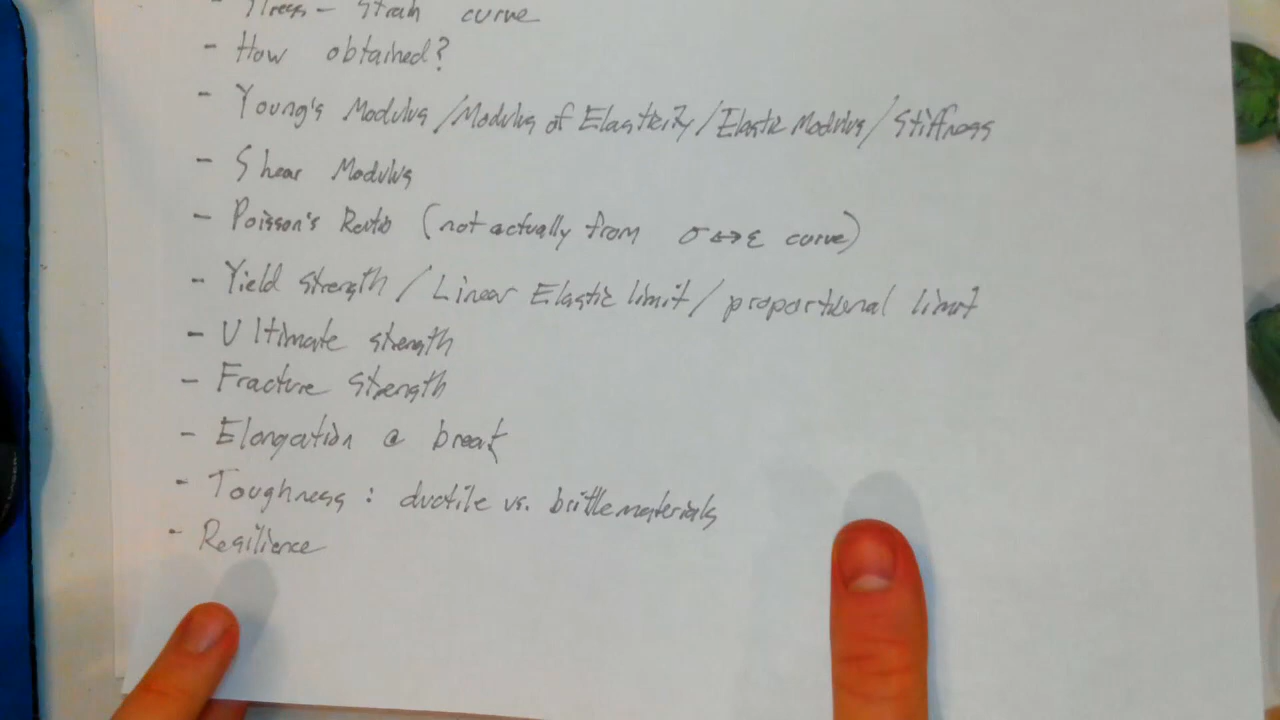 - Stress - Strain curve
- How obtained?
- Young's Modulus / Modulus of Elasticity / Elastic Modulus / Stiffness
- Shear Modulus
- Poisson's Ratio (not actually from σ↔ε curve)
- Yield strength / Linear Elastic limit / proportional limit
- Ultimate strength
- Fracture Strength
- Elongation @ break
- Toughness: ductile vs. brittle materials
- Resilience